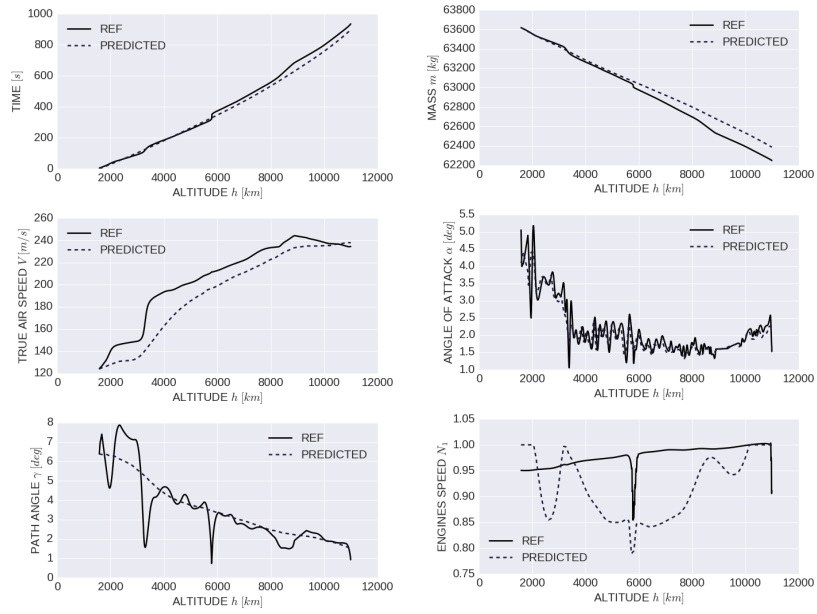 1000
800
600
400
200
0
TIME [s]
REF
PREDICTED
0 2000 4000 6000 8000 10000 12000
ALTITUDE h [km]
63800
63600
63400
63200
63000
62800
62600
62400
62200
MASS m [kg]
REF
PREDICTED
0 2000 4000 6000 8000 10000 12000
ALTITUDE h [km]
260
240
220
200
180
160
140
120
TRUE AIR SPEED V [m/s]
REF
PREDICTED
0 2000 4000 6000 8000 10000 12000
ALTITUDE h [km]
5.5
5.0
4.5
4.0
3.5
3.0
2.5
2.0
1.5
1.0
ANGLE OF ATTACK α [deg]
REF
PREDICTED
0 2000 4000 6000 8000 10000 12000
ALTITUDE h [km]
8
7
6
5
4
3
2
1
0
PATH ANGLE γ [deg]
REF
PREDICTED
0 2000 4000 6000 8000 10000 12000
ALTITUDE h [km]
1.05
1.00
0.95
0.90
0.85
0.80
0.75
ENGINES SPEED N₁
REF
PREDICTED
0 2000 4000 6000 8000 10000 12000
ALTITUDE h [km]